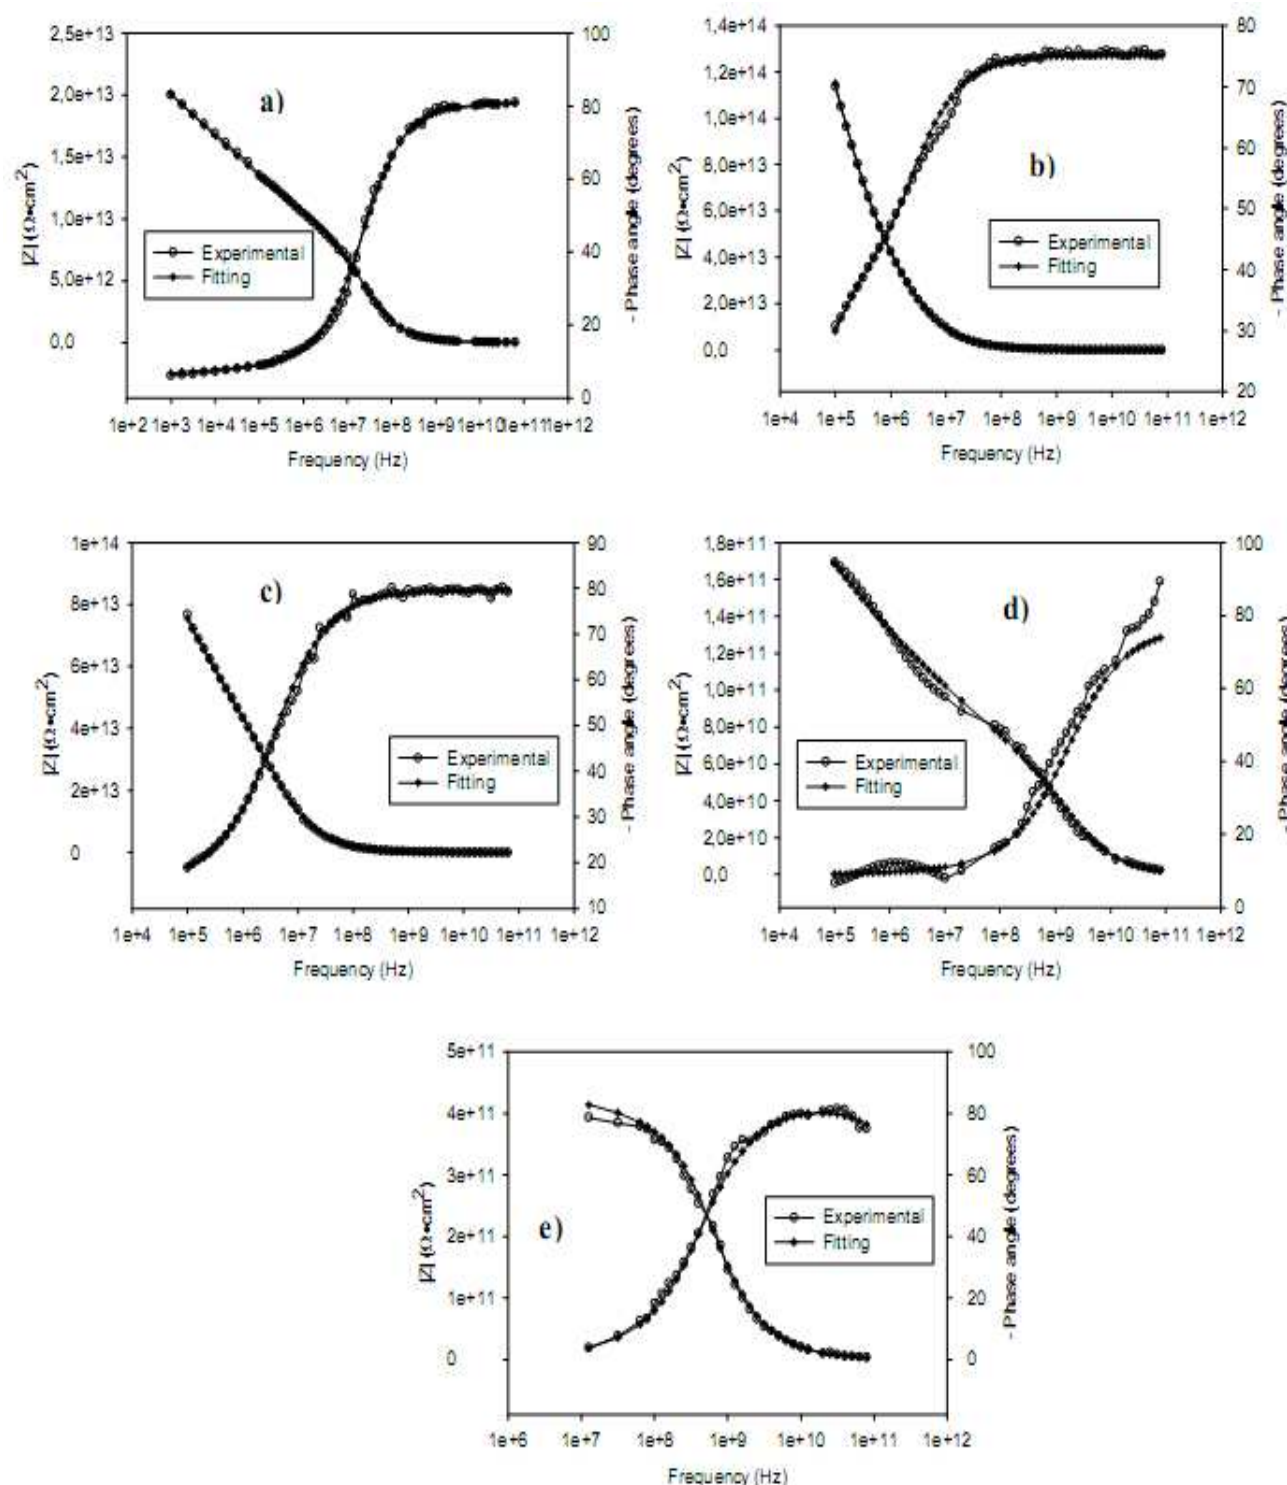 2,5e+13
2,0e+13
1,5e+13
1,0e+13
5,0e+12
0,0
|Z| (Ω•cm2)
a)
Experimental
Fitting
100
80
60
40
20
0
- Phase angle (degrees)
1e+2 1e+3 1e+4 1e+5 1e+6 1e+7 1e+8 1e+9 1e+10 1e+11 1e+12
Frequency (Hz)
1,4e+14
1,2e+14
1,0e+14
8,0e+13
6,0e+13
4,0e+13
2,0e+13
0,0
|Z| (Ω•cm2)
b)
Experimental
Fitting
80
70
60
50
40
30
20
- Phase angle (degrees)
1e+4 1e+5 1e+6 1e+7 1e+8 1e+9 1e+10 1e+11 1e+12
Frequency (Hz)
1e+14
8e+13
6e+13
4e+13
2e+13
0
|Z| (Ω•cm2)
c)
Experimental
Fitting
90
80
70
60
50
40
30
20
10
- Phase angle (degrees)
1e+4 1e+5 1e+6 1e+7 1e+8 1e+9 1e+10 1e+11 1e+12
Frequency (Hz)
1,8e+11
1,6e+11
1,4e+11
1,2e+11
1,0e+11
8,0e+10
6,0e+10
4,0e+10
2,0e+10
0,0
|Z| (Ω•cm2)
d)
Experimental
Fitting
100
80
60
40
20
0
- Phase angle (degrees)
1e+4 1e+5 1e+6 1e+7 1e+8 1e+9 1e+10 1e+11 1e+12
Frequency (Hz)
5e+11
4e+11
3e+11
2e+11
1e+11
0
|Z| (Ω•cm2)
e)
Experimental
Fitting
100
80
60
40
20
0
- Phase angle (degrees)
1e+6 1e+7 1e+8 1e+9 1e+10 1e+11 1e+12
Frequency (Hz)